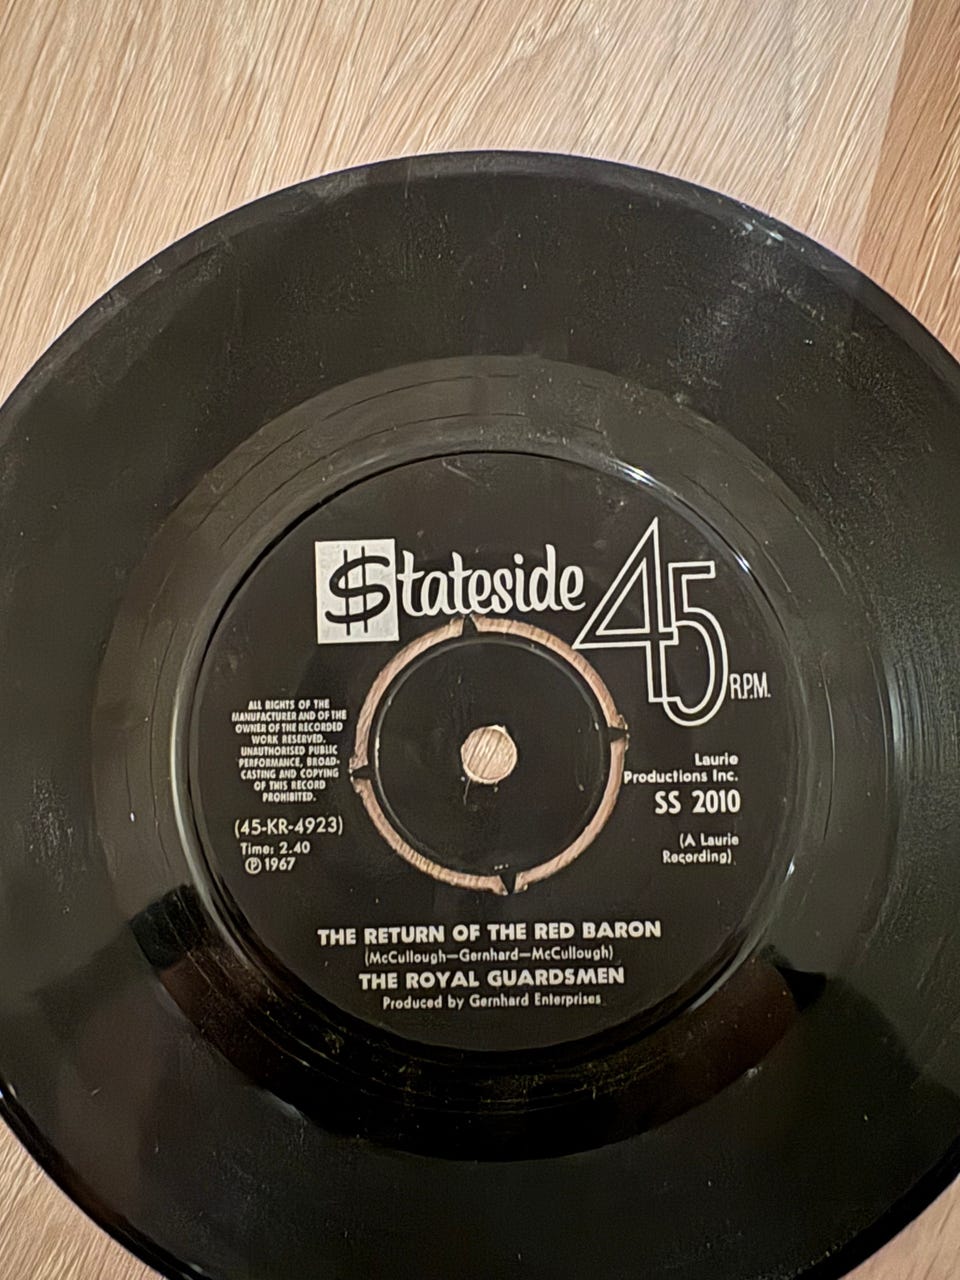 $tateside 45 R.P.M.
ALL RIGHTS OF THE
MANUFACTURER AND OF THE
OWNER OF THE RECORDED
WORK RESERVED.
UNAUTHORISED PUBLIC
PERFORMANCE, BROAD-
CASTING AND COPYING
OF THIS RECORD
PROHIBITED.
(45-KR-4923)
Time: 2.40
Ⓟ 1967
Laurie
Productions Inc.
SS 2010
(A Laurie
Recording)
THE RETURN OF THE RED BARON
(McCullough—Gernhard—McCullough)
THE ROYAL GUARDSMEN
Produced by Gernhard Enterprises